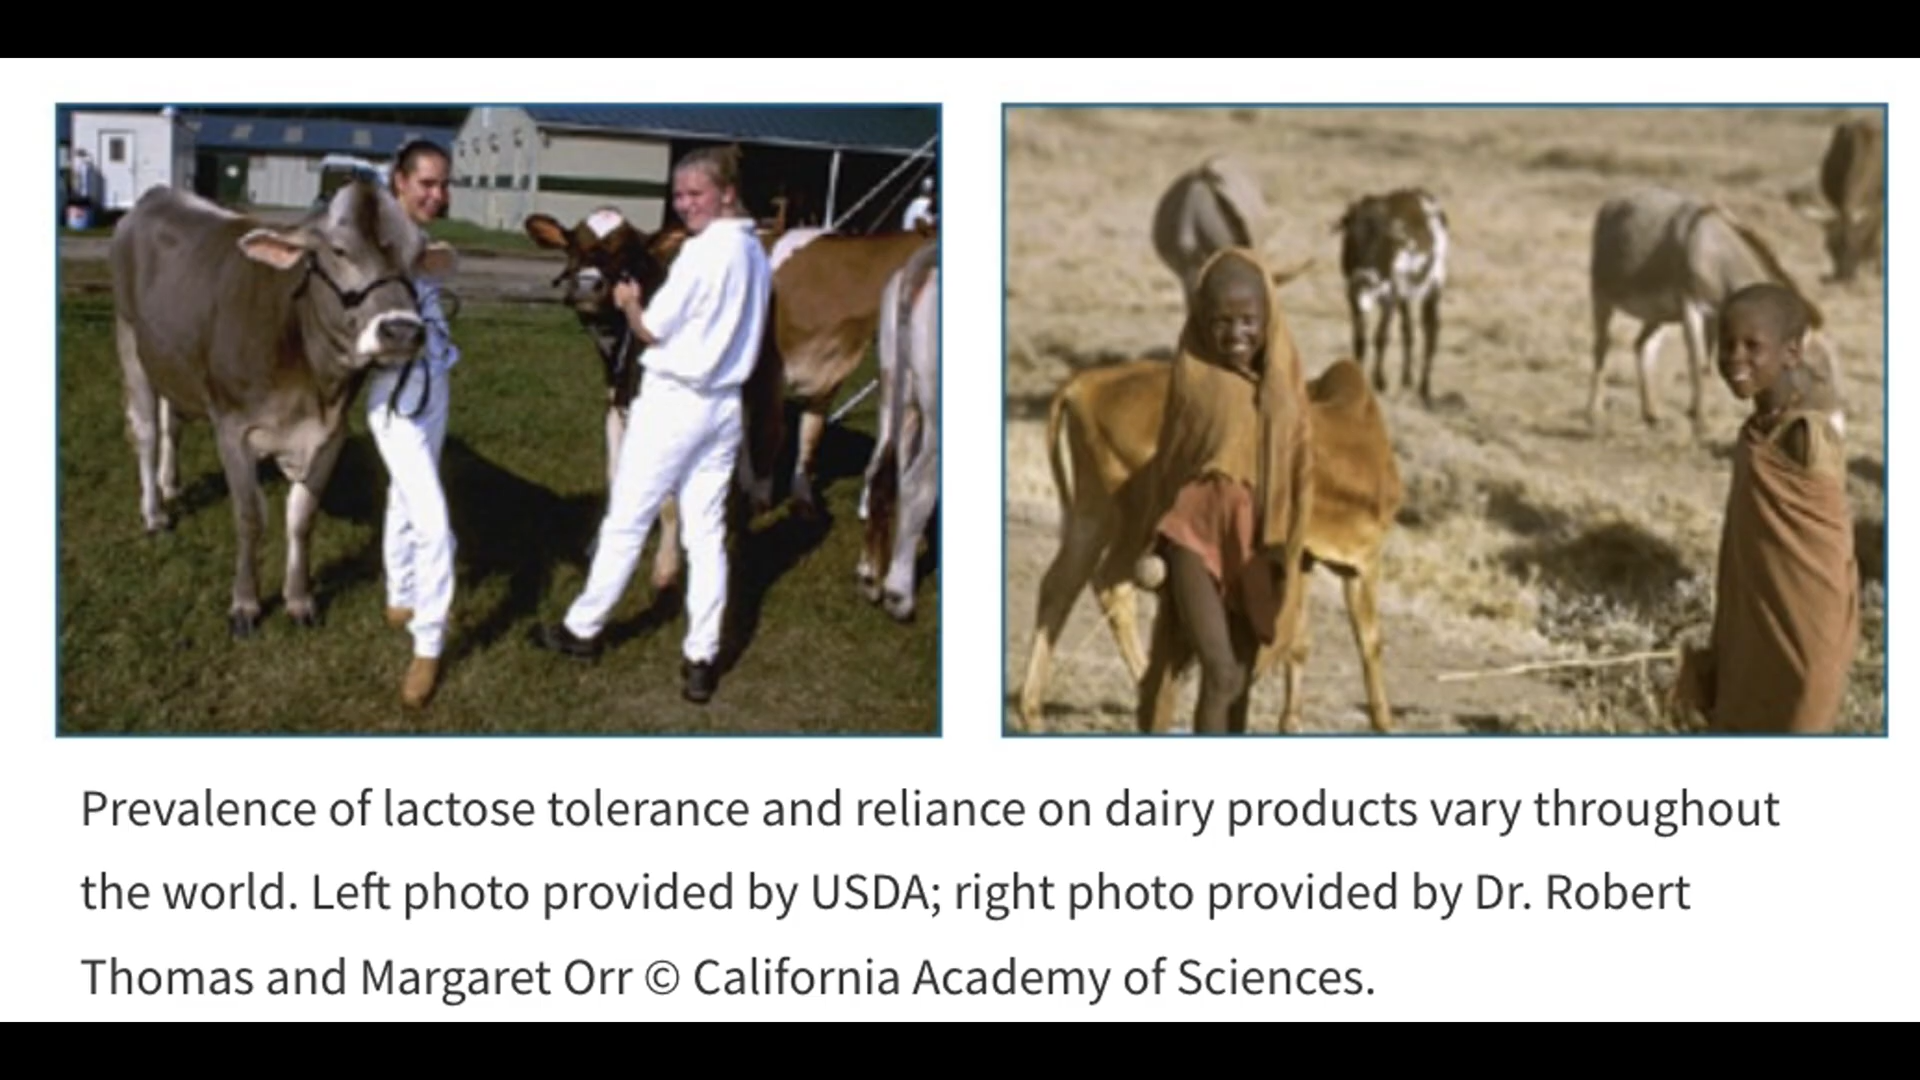 Prevalence of lactose tolerance and reliance on dairy products vary throughout
the world. Left photo provided by USDA; right photo provided by Dr. Robert
Thomas and Margaret Orr © California Academy of Sciences.